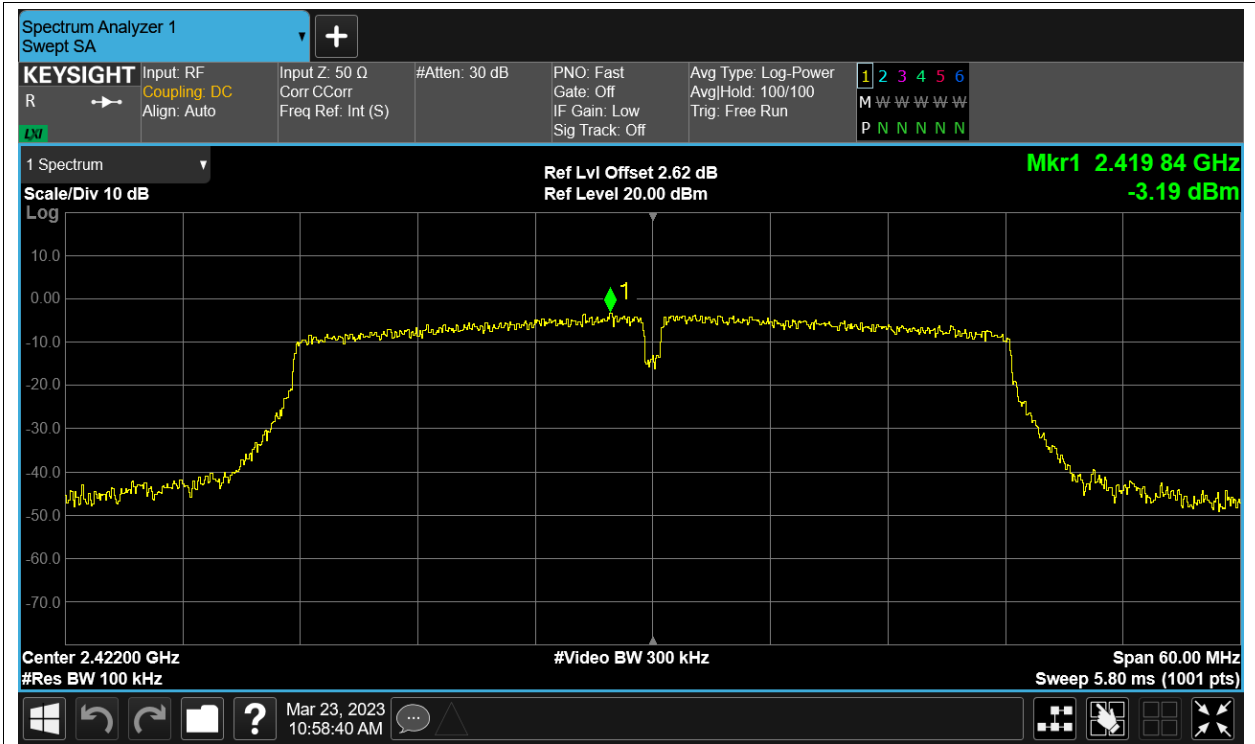 Spectrum Analyzer 1
Swept SA
+
KEYSIGHT
R
LXI
Input: RF
Coupling: DC
Align: Auto
Input Z: 50 Ω
Corr CCorr
Freq Ref: Int (S)
#Atten: 30 dB
PNO: Fast
Gate: Off
IF Gain: Low
Sig Track: Off
Avg Type: Log-Power
Avg|Hold: 100/100
Trig: Free Run
1 2 3 4 5 6
M W W W W W
P N N N N N
1 Spectrum
Scale/Div 10 dB
Log
Ref Lvl Offset 2.62 dB
Ref Level 20.00 dBm
Mkr1 2.419 84 GHz
-3.19 dBm
10.0
0.00
-10.0
-20.0
-30.0
-40.0
-50.0
-60.0
-70.0
1
Center 2.42200 GHz
#Res BW 100 kHz
#Video BW 300 kHz
Span 60.00 MHz
Sweep 5.80 ms (1001 pts)
?
Mar 23, 2023
10:58:40 AM